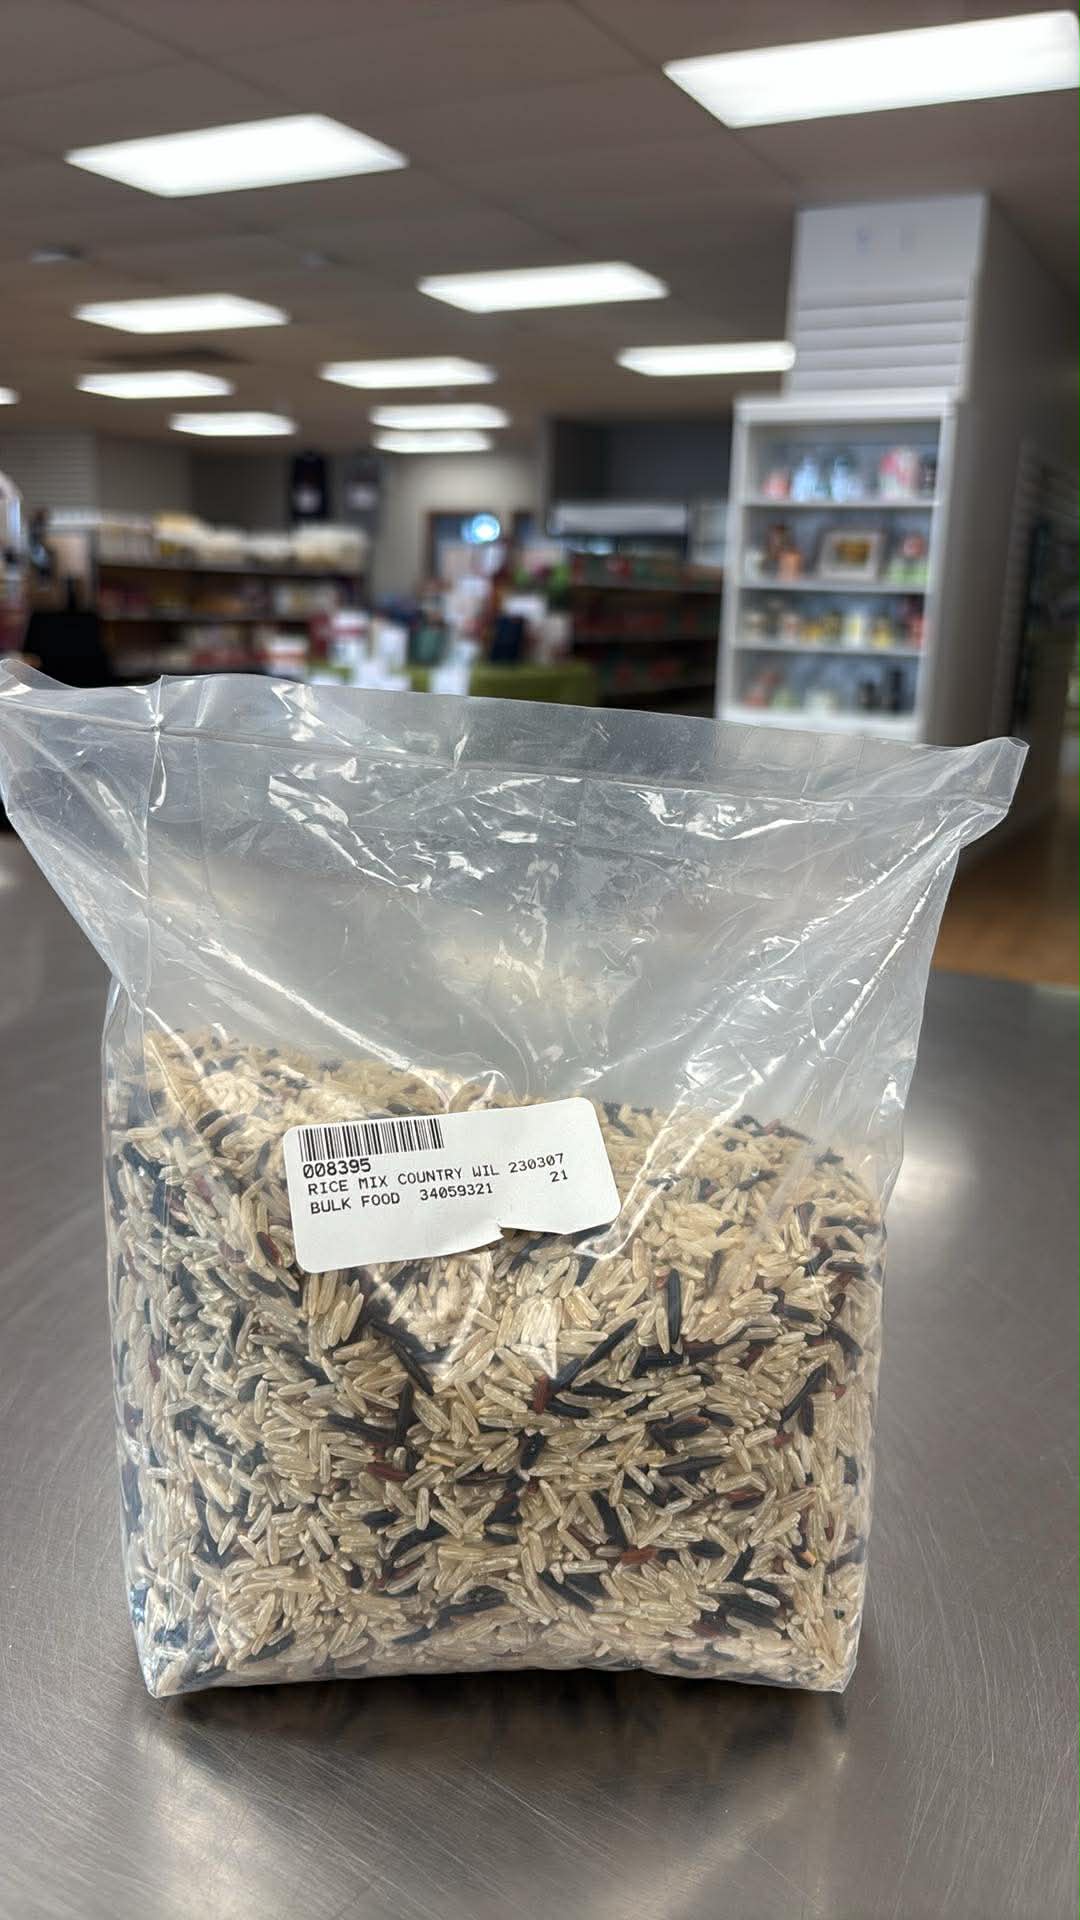 008395
RICE MIX COUNTRY WIL 230307
BULK FOOD 34059321 21